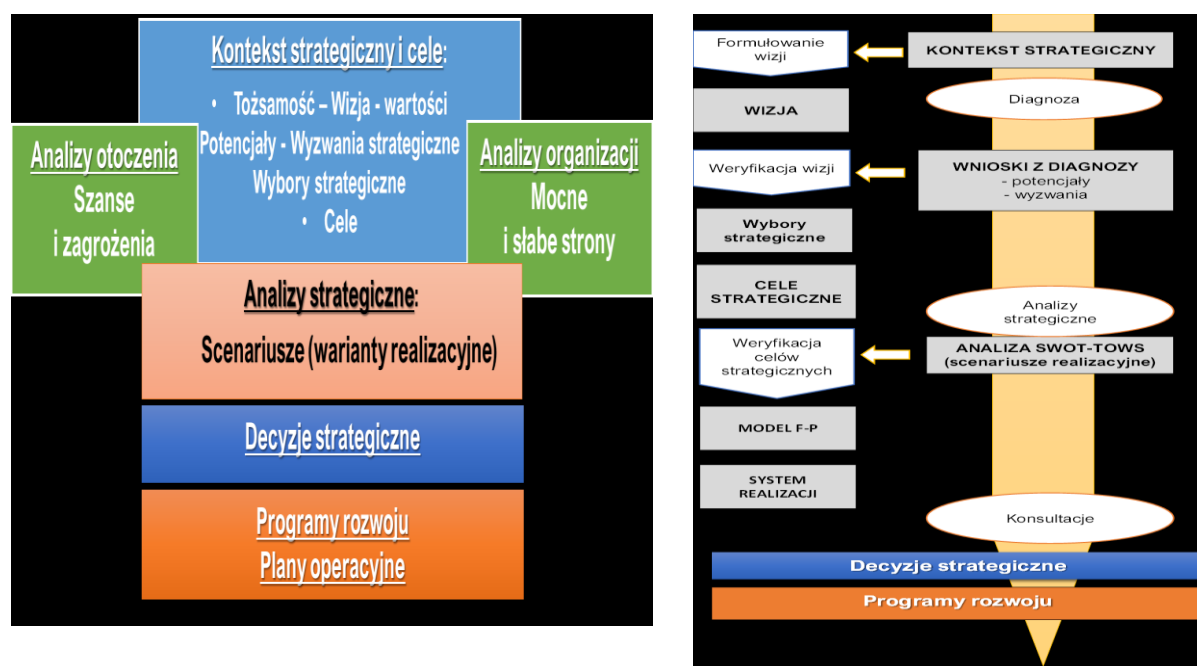 Kontekst strategiczny i cele:
• Tożsamość – Wizja - wartości
Potencjały - Wyzwania strategiczne
Wybory strategiczne
• Cele
Analizy otoczenia
Szanse
i zagrożenia
Analizy organizacji
Mocne
i słabe strony
Analizy strategiczne:
Scenariusze (warianty realizacyjne)
Decyzje strategiczne
Programy rozwoju
Plany operacyjne
Formułowanie
wizji
KONTEKST STRATEGICZNY
Diagnoza
WIZJA
Weryfikacja wizji
WNIOSKI Z DIAGNOZY
- potencjały
- wyzwania
Wybory
strategiczne
CELE
STRATEGICZNE
Analizy
strategiczne
Weryfikacja
celów
strategicznych
ANALIZA SWOT-TOWS
(scenariusze realizacyjne)
MODEL F-P
SYSTEM
REALIZACJI
Konsultacje
Decyzje strategiczne
Programy rozwoju